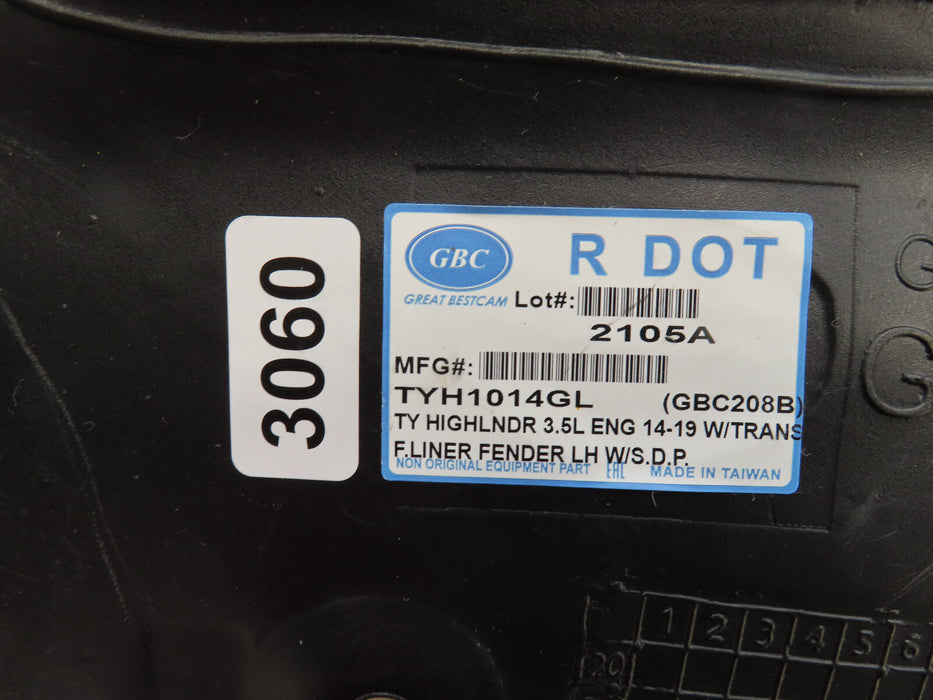 3060
GBC
R DOT
GREAT BESTCAM
Lot#:
2105A
MFG#:
TYH1014GL (GBC208B)
TY HIGHLNDR 3.5L ENG 14-19 W/TRANS
F.LINER FENDER LH W/S.D.P.
NON ORIGINAL EQUIPMENT PART EAC MADE IN TAIWAN
G
G
1 2 3 4 5 6
20